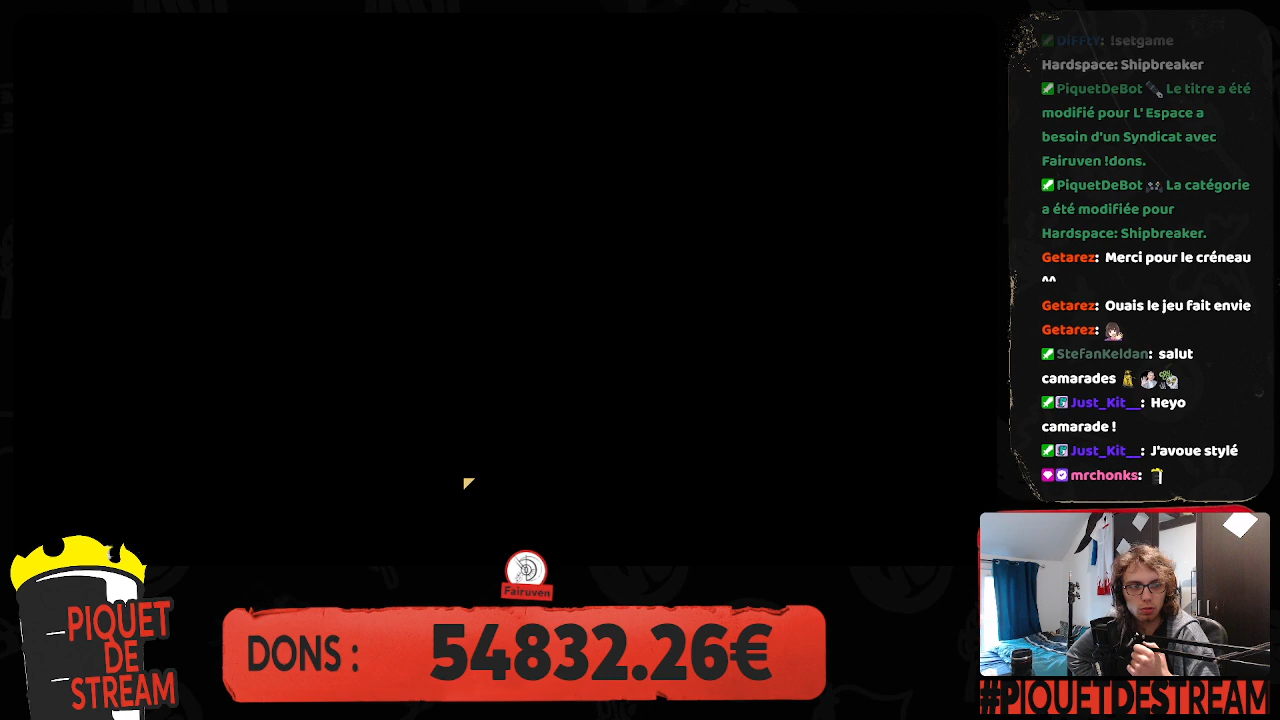 DiFFtY: !setgame
Hardspace: Shipbreaker
PiquetDeBot Le titre a été
modifié pour L' Espace a
besoin d'un Syndicat avec
Fairuven !dons.
PiquetDeBot La catégorie
a été modifiée pour
Hardspace: Shipbreaker.
Getarez: Merci pour le créneau
^^
Getarez: Ouais le jeu fait envie
Getarez:
StefanKeldan: salut
camarades
Just_Kit__: Heyo
camarade !
Just_Kit__: J'avoue stylé
mrchonks:
Fairuven
PIQUET
DE
STREAM
DONS : 54832.26€
#PIQUETDESTREAM